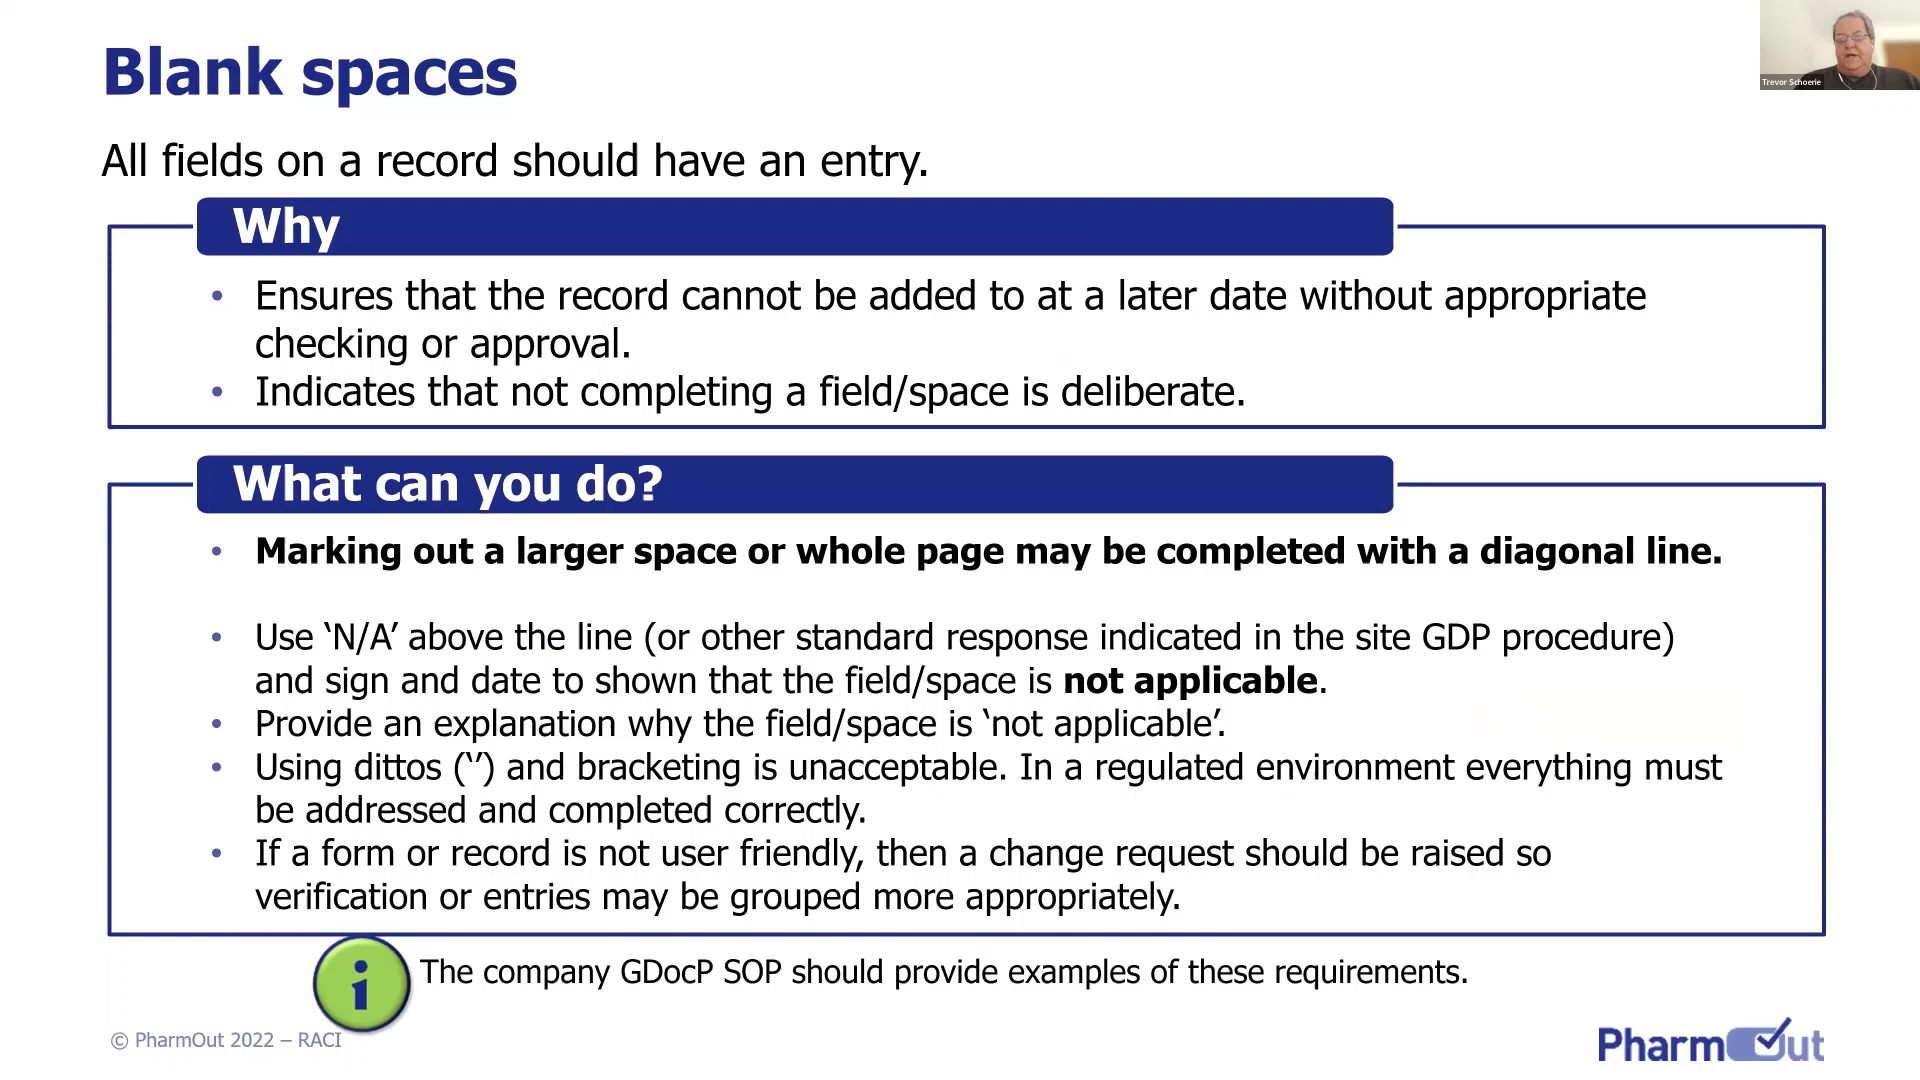 Blank spaces
Trevor Schoerie
All fields on a record should have an entry.
Why
• Ensures that the record cannot be added to at a later date without appropriate
checking or approval.
• Indicates that not completing a field/space is deliberate.
What can you do?
• Marking out a larger space or whole page may be completed with a diagonal line.
• Use ‘N/A’ above the line (or other standard response indicated in the site GDP procedure)
and sign and date to shown that the field/space is not applicable.
• Provide an explanation why the field/space is ‘not applicable’.
• Using dittos (‘’) and bracketing is unacceptable. In a regulated environment everything must
be addressed and completed correctly.
• If a form or record is not user friendly, then a change request should be raised so
verification or entries may be grouped more appropriately.
i
The company GDocP SOP should provide examples of these requirements.
© PharmOut 2022 – RACI
PharmOut